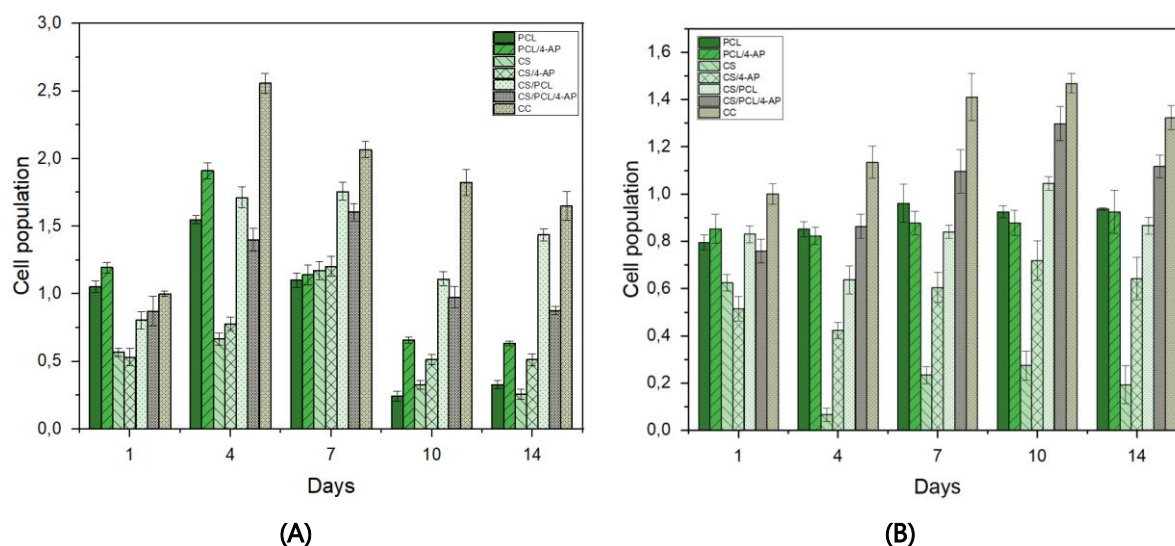 3,0
2,5
2,0
1,5
1,0
0,5
0,0
Cell population
PCL
PCL/4-AP
CS
CS/4-AP
CS/PCL
CS/PCL/4-AP
CC
1 4 7 10 14
Days
(A)
1,6
1,4
1,2
1,0
0,8
0,6
0,4
0,2
0,0
Cell population
PCL
PCL/4-AP
CS
CS/4-AP
CS/PCL
CS/PCL/4-AP
CC
1 4 7 10 14
Days
(B)